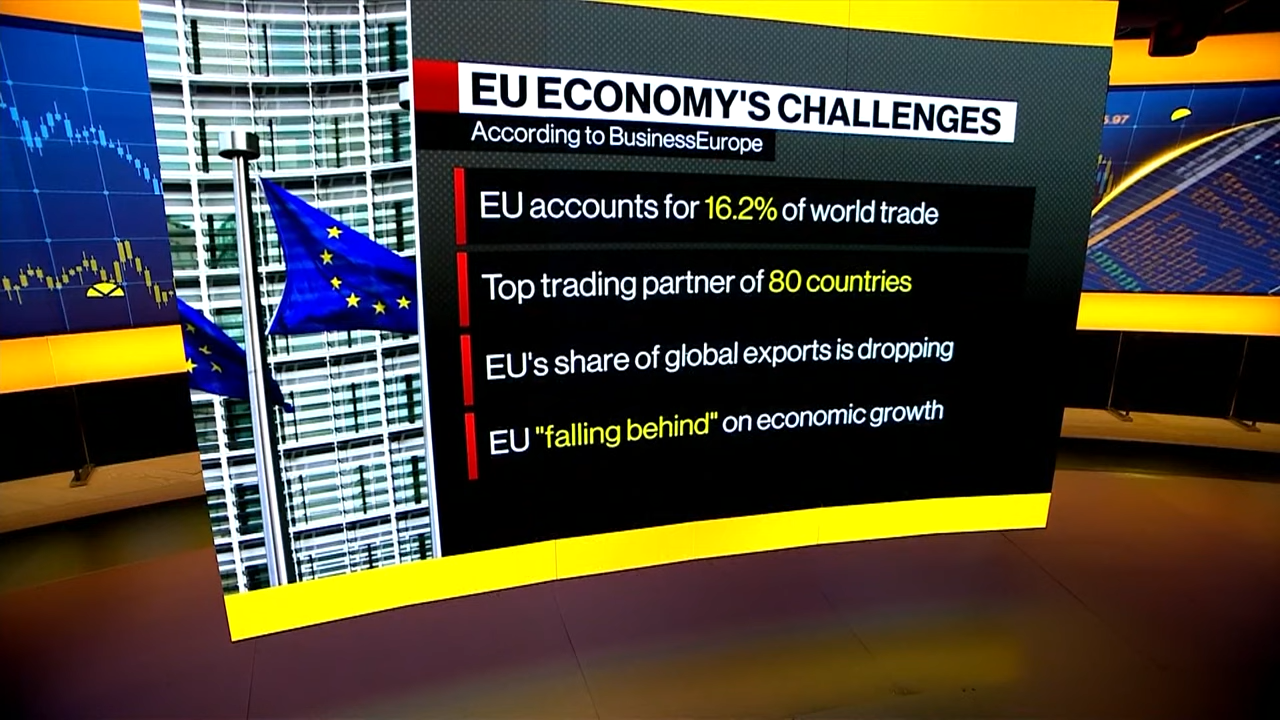 EU ECONOMY'S CHALLENGES
According to BusinessEurope
EU accounts for 16.2% of world trade
Top trading partner of 80 countries
EU's share of global exports is dropping
EU "falling behind" on economic growth